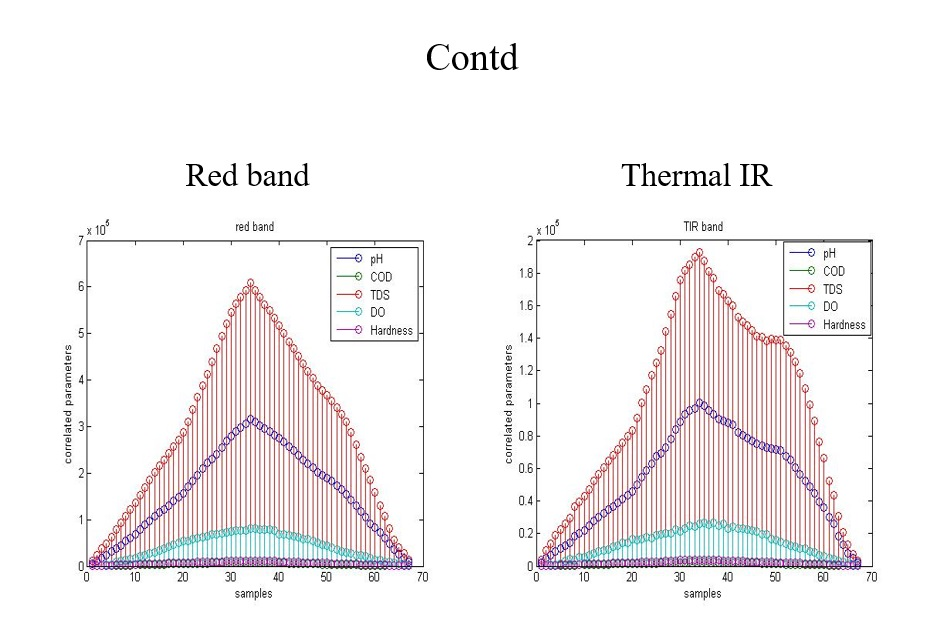 Contd
Red band
Thermal IR
red band
x 10^5
7
6
5
4
3
2
1
0
correlated parameters
0 10 20 30 40 50 60 70
samples
pH
COD
TDS
DO
Hardness
TIR band
x 10^5
2
1.8
1.6
1.4
1.2
1
0.8
0.6
0.4
0.2
0
correlated parameters
0 10 20 30 40 50 60 70
samples
pH
COD
TDS
DO
Hardness